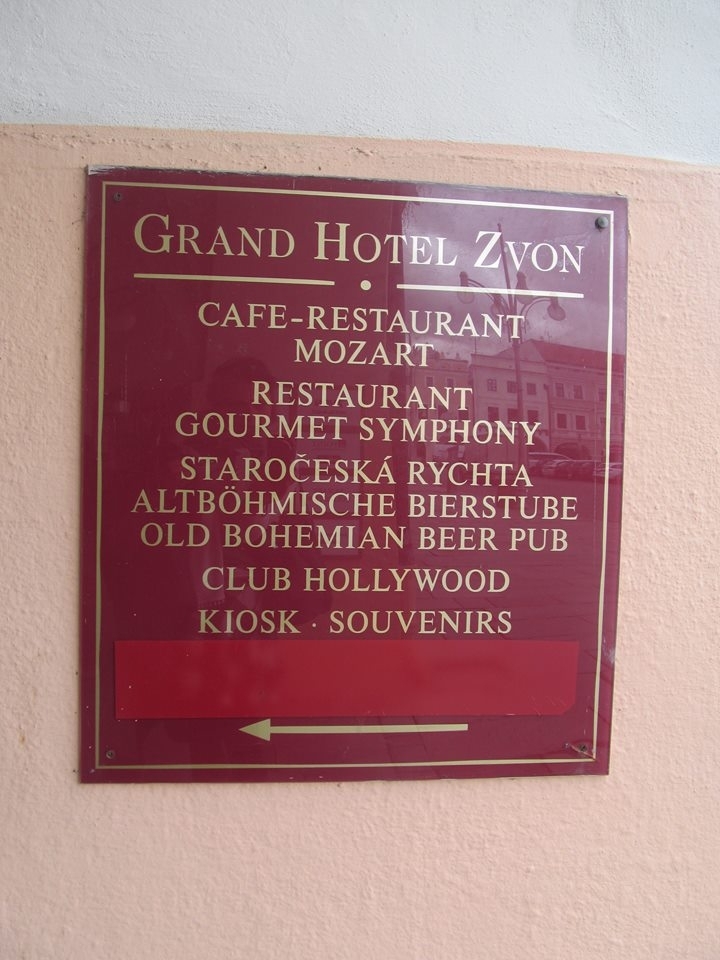 GRAND HOTEL ZVON
CAFE-RESTAURANT
MOZART
RESTAURANT
GOURMET SYMPHONY
STAROČESKÁ RYCHTA
ALTBÖHMISCHE BIERSTUBE
OLD BOHEMIAN BEER PUB
CLUB HOLLYWOOD
KIOSK · SOUVENIRS